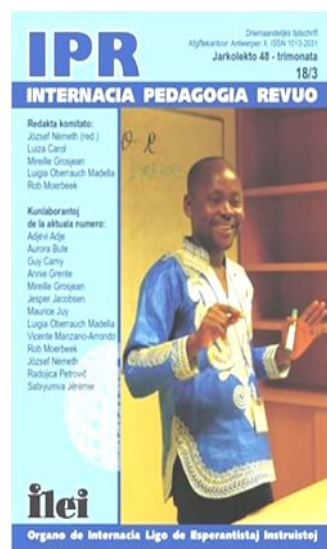 Driemaandelijks tijdschrift
Afgiftekantoor: Antwerpen X, ISSN 1013-2031
IPR
Jarkolekto 48 - trimonata
18/3
INTERNACIA PEDAGOGIA REVUO
Redakta komitato:
József Németh (red.)
Luiza Carol
Mireille Grosjean
Luigia Oberrauch Madella
Rob Moerbeek
Kunlaborantoj
de la aktuala numero:
Adjévi Adje
Aurora Bute
Guy Camy
Annie Grente
Mireille Grosjean
Jesper Jacobsen
Maurice Juy
Luigia Oberrauch Madella
Vicente Manzano-Arrondo
Rob Moerbeek
József Németh
Radojica Petrovič
Sabiyumva Jérémie
ilei
Organo de Internacia Ligo de Esperantistaj Instruistoj